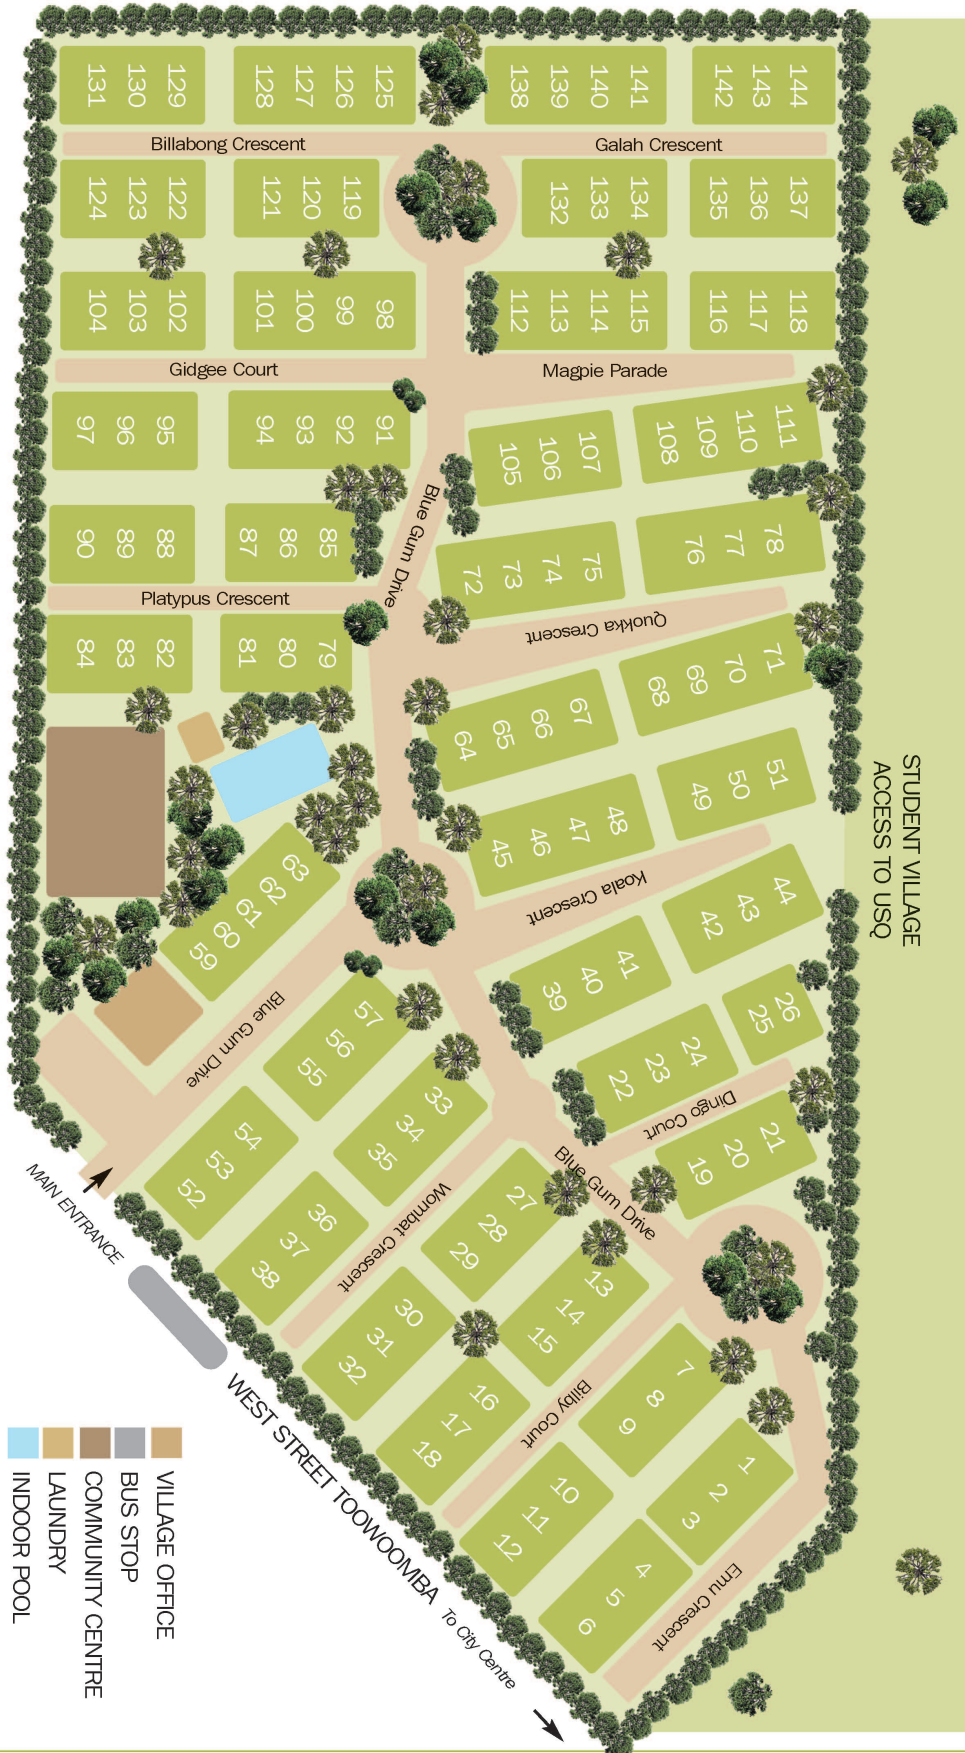 131 130 129
128 127 126 125
138 139 140 141
142 143 144
Billabong Crescent
Galah Crescent
124 123 122
121 120 119
132 133 134
135 136 137
104 103 102
101 100 99 98
112 113 114 115
116 117 118
Gidgee Court
Magpie Parade
97 96 95
94 93 92 91
105 106 107
108 109 110 111
Blue Gum Drive
90 89 88
87 86 85
72 73 74 75
76 77 78
Platypus Crescent
Quokka Crescent
84 83 82
81 80 79
64 65 66 67
68 69 70 71
45 46 47 48
49 50 51
STUDENT VILLAGE
ACCESS TO USQ
Koala Crescent
63
62
61
60
59
39 40 41
42 43 44
Blue Gum Drive
57
56
55
22 23 24
25 26
Dingo Court
19 20 21
33
34
35
54
53
52
Blue Gum Drive
Wombat Crescent
36
37
38
27
28
29
MAIN ENTRANCE
13
14
15
30
31
32
Bilby Court
7
8
9
16
17
18
1
2
3
10
11
12
4
5
6
Emu Crescent
WEST STREET TOOWOOMBA
To City Centre
VILLAGE OFFICE
BUS STOP
COMMUNITY CENTRE
LAUNDRY
INDOOR POOL